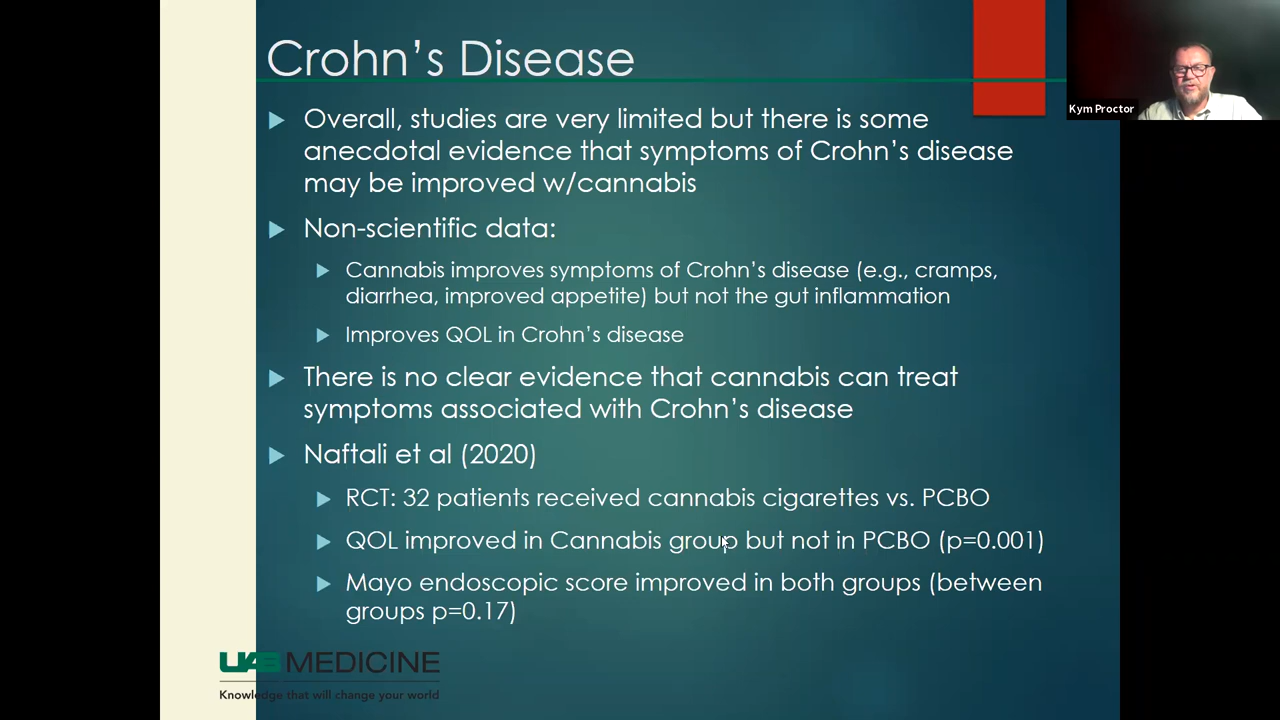 Crohn's Disease
Kym Proctor
Overall, studies are very limited but there is some
anecdotal evidence that symptoms of Crohn's disease
may be improved w/cannabis
Non-scientific data:
Cannabis improves symptoms of Crohn's disease (e.g., cramps,
diarrhea, improved appetite) but not the gut inflammation
Improves QOL in Crohn's disease
There is no clear evidence that cannabis can treat
symptoms associated with Crohn's disease
Naftali et al (2020)
RCT: 32 patients received cannabis cigarettes vs. PCBO
QOL improved in Cannabis group but not in PCBO (p=0.001)
Mayo endoscopic score improved in both groups (between
groups p=0.17)
UAB MEDICINE
Knowledge that will change your world